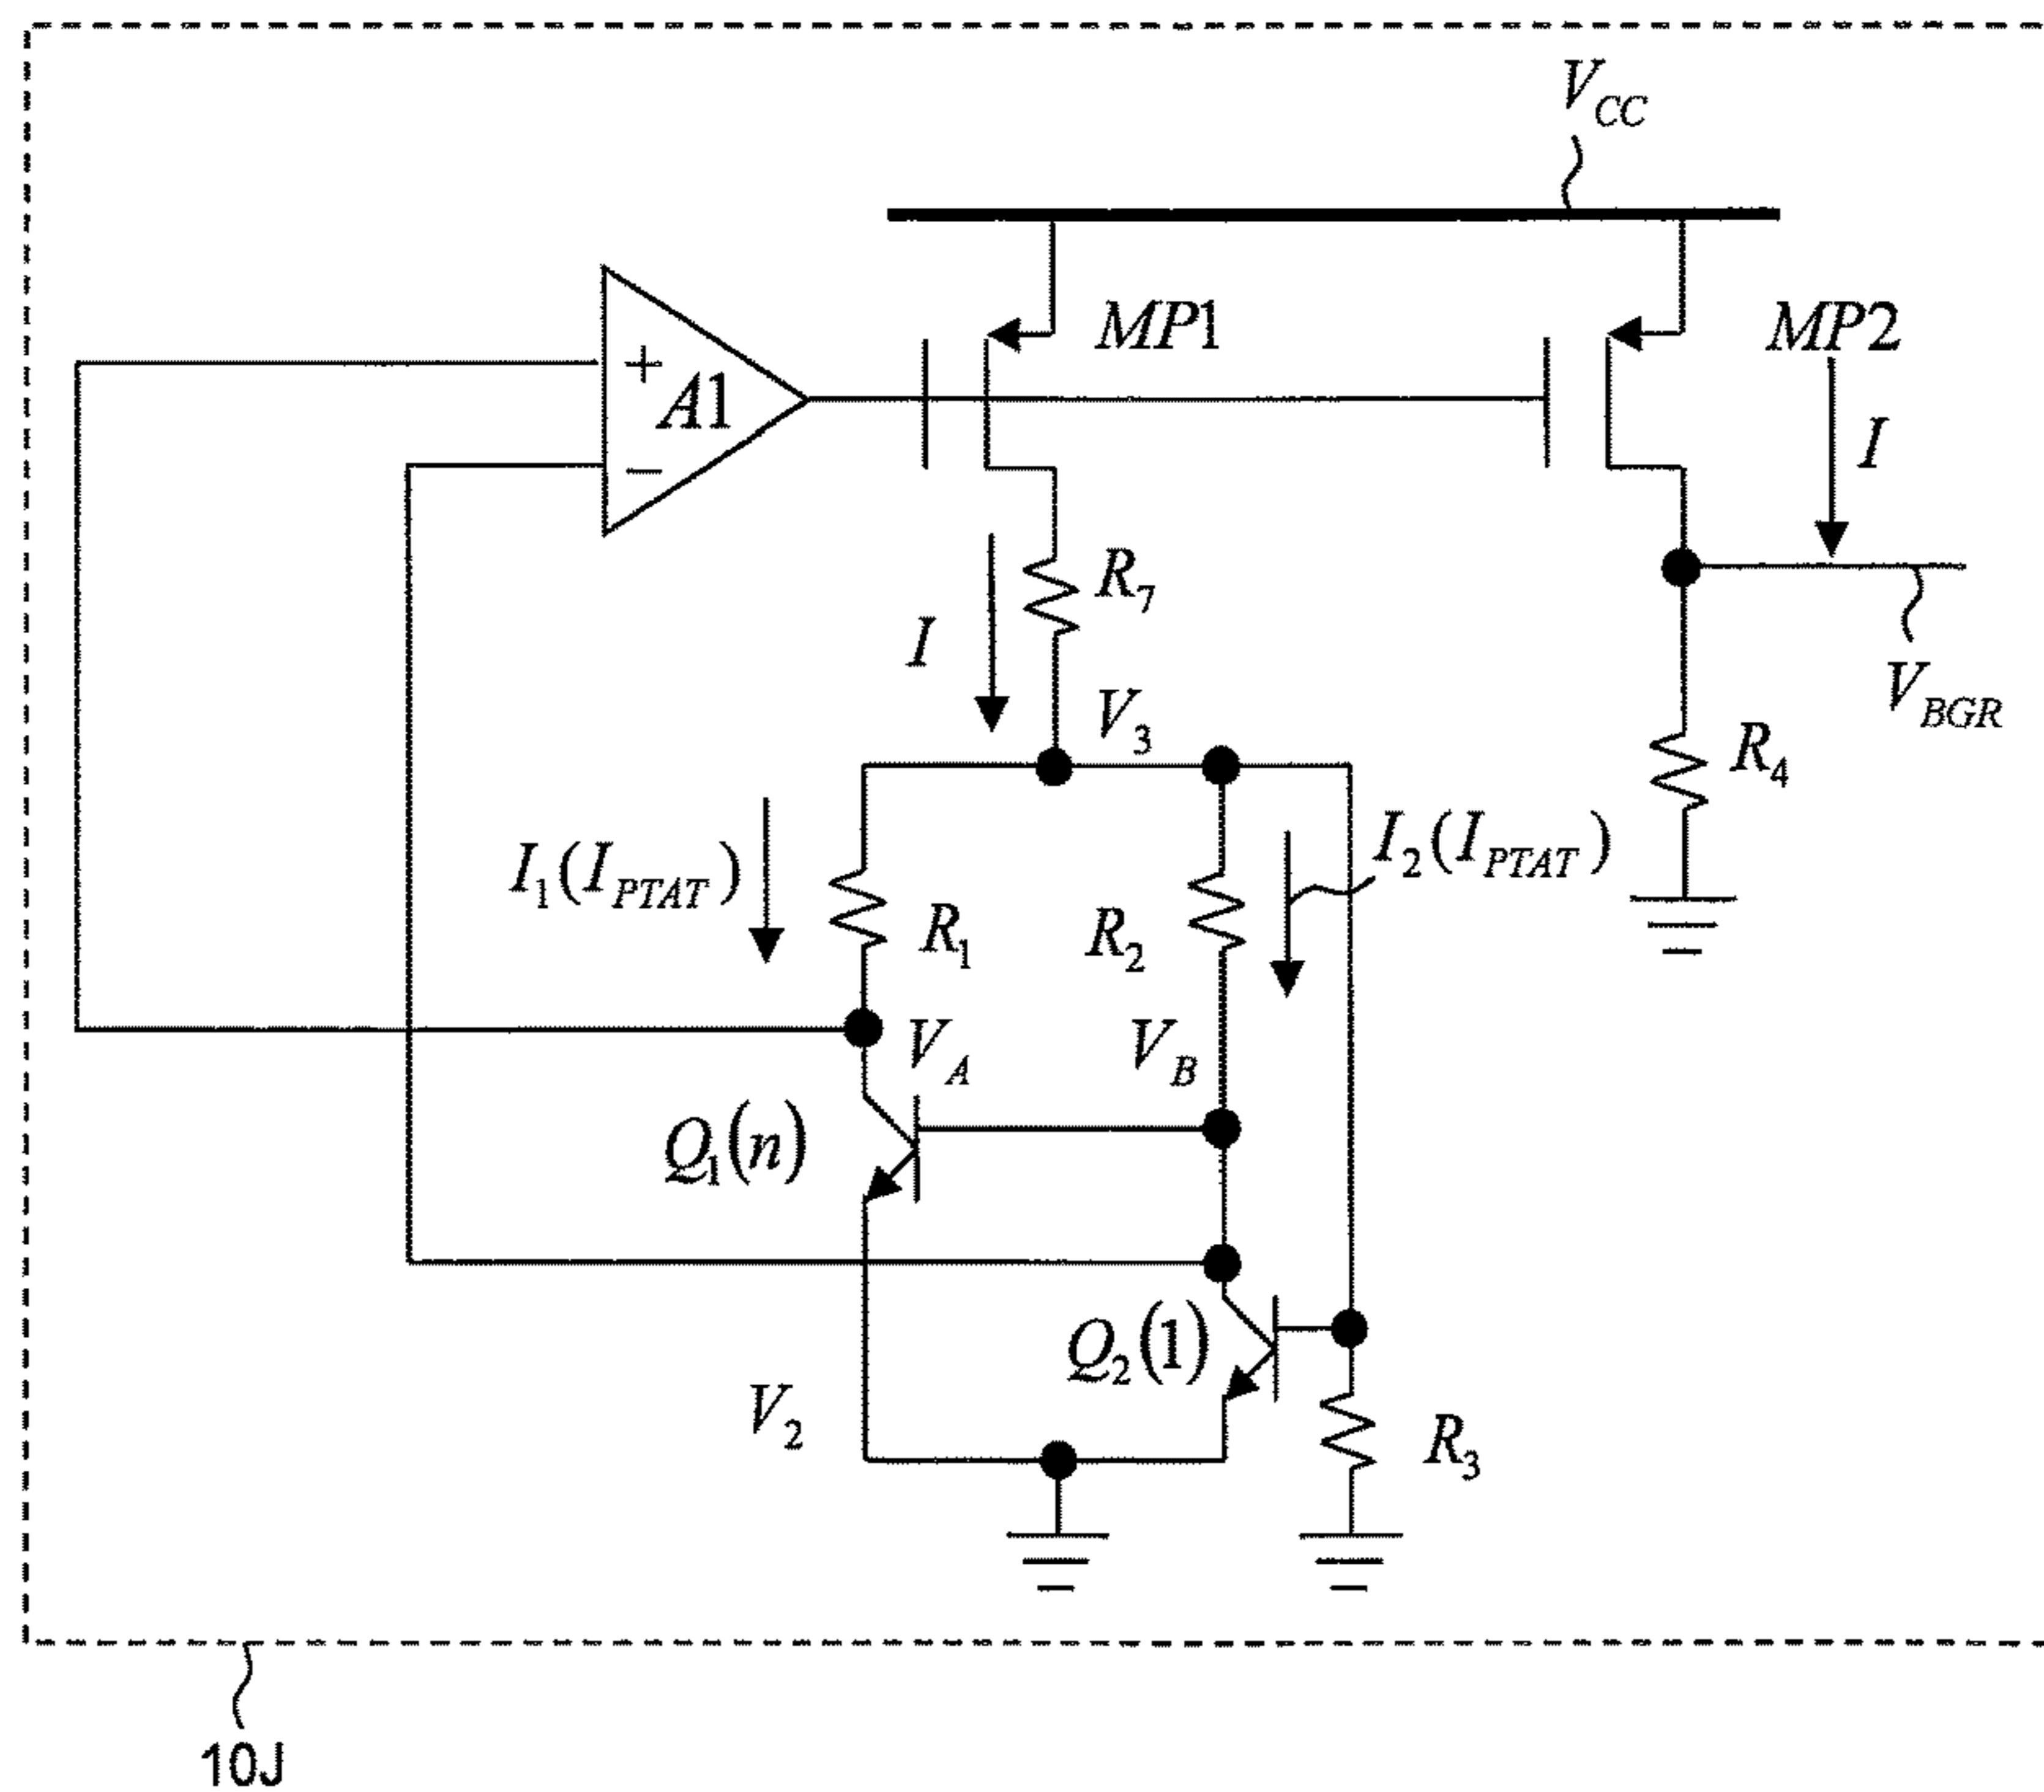 V_CC
MP1
MP2
+
A1
−
I
R_7
I
V_3
V_BGR
R_4
I_1(I_PTAT)
I_2(I_PTAT)
R_1
R_2
V_A
V_B
Q_1(n)
Q_2(1)
V_2
R_3
10J